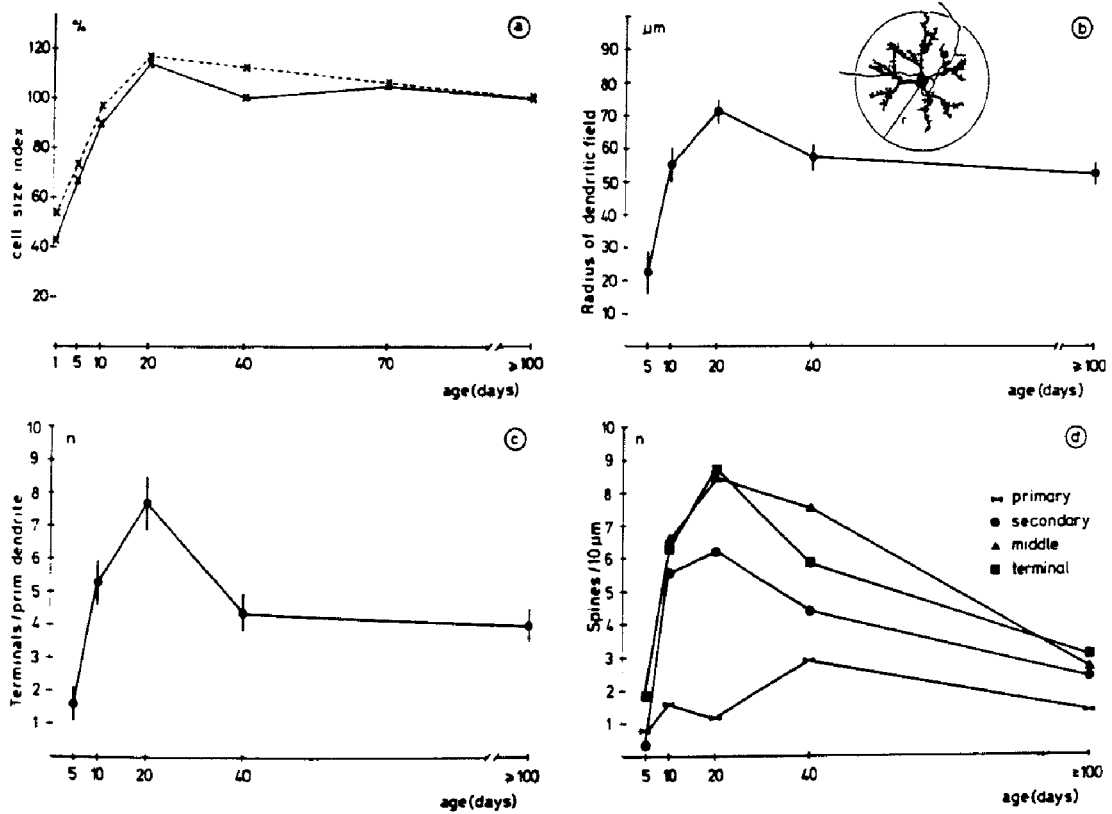 % a
120
100
80
60
40
20
cell size index
1 5 10 20 40 70 ≥100
age (days)
µm b
90
80
70
60
50
40
30
20
10
Radius of dendritic field
r
5 10 20 40 ≥100
age (days)
n c
10
9
8
7
6
5
4
3
2
1
Terminals / prim dendrite
5 10 20 40 ≥100
age (days)
n d
10
9
8
7
6
5
4
3
2
1
Spines / 10 µm
primary
secondary
middle
terminal
5 10 20 40 ≥100
age (days)